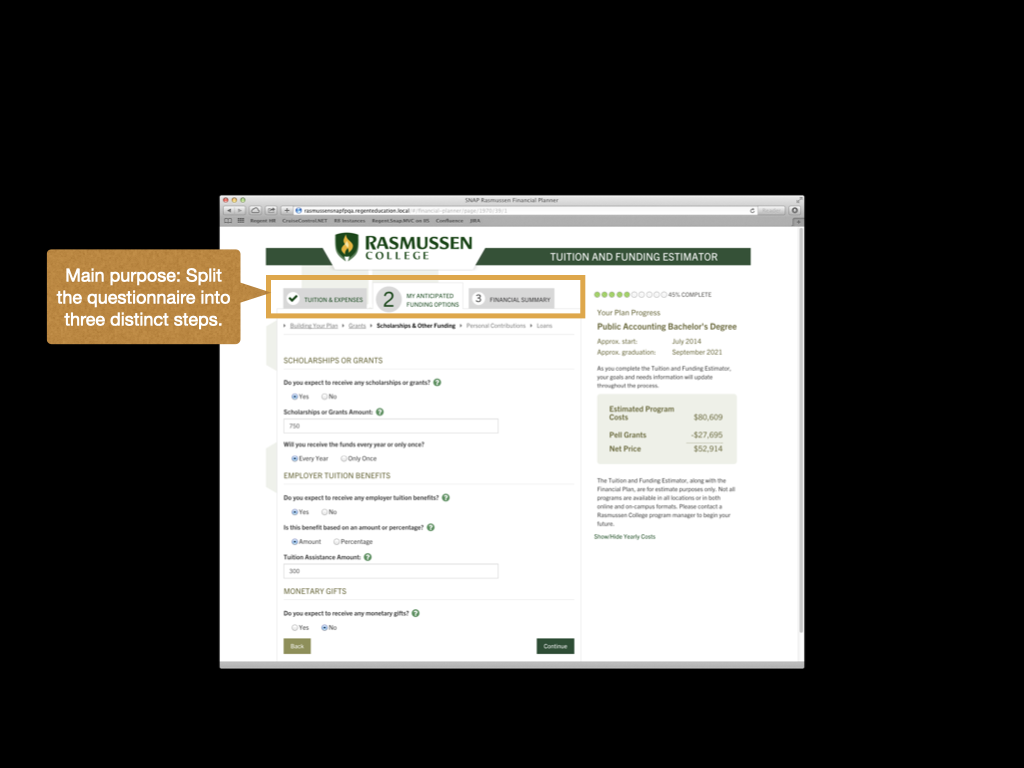 SNAP Rasmussen Financial Planner
rasmussensnapfpqa.regenteducation.local
Reader
Regent HR CruiseControl.NET RR Instances Regent.Snap.MVC on IIS Confluence JIRA
RASMUSSEN
COLLEGE
TUITION AND FUNDING ESTIMATOR
Main purpose: Split
the questionnaire into
three distinct steps.
TUITION & EXPENSES
2
MY ANTICIPATED
FUNDING OPTIONS
3 FINANCIAL SUMMARY
45% COMPLETE
Building Your Plan Grants Scholarships & Other Funding Personal Contributions Loans
SCHOLARSHIPS OR GRANTS
Do you expect to receive any scholarships or grants? ?
Yes No
Scholarships or Grants Amount: ?
750
Will you receive the funds every year or only once?
Every Year Only Once
EMPLOYER TUITION BENEFITS
Do you expect to receive any employer tuition benefits? ?
Yes No
Is this benefit based on an amount or percentage? ?
Amount Percentage
Tuition Assistance Amount: ?
300
MONETARY GIFTS
Do you expect to receive any monetary gifts? ?
Yes No
Back
Continue
Your Plan Progress
Public Accounting Bachelor's Degree
Approx. start: July 2014
Approx. graduation: September 2021
As you complete the Tuition and Funding Estimator,
your goals and needs information will update
throughout the process.
Estimated Program
Costs $80,609
Pell Grants -$27,695
Net Price $52,914
The Tuition and Funding Estimator, along with the
Financial Plan, are for estimate purposes only. Not all
programs are available in all locations or in both
online and on-campus formats. Please contact a
Rasmussen College program manager to begin your
future.
Show/Hide Yearly Costs